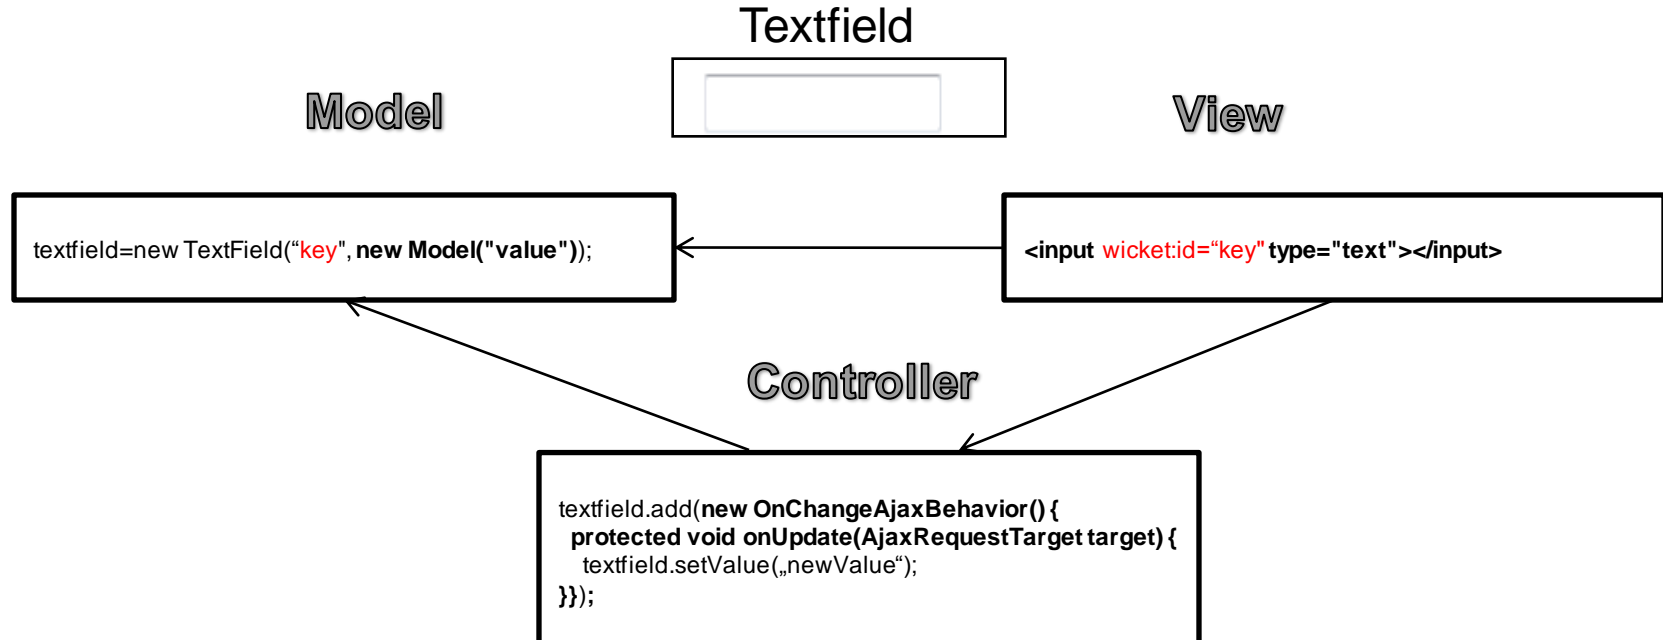 Textfield
Model
View
textfield=new TextField(“key", new Model("value"));
<input wicket:id=“key" type="text"></input>
Controller
textfield.add(new OnChangeAjaxBehavior() {
protected void onUpdate(AjaxRequestTarget target) {
textfield.setValue(„newValue“);
}});